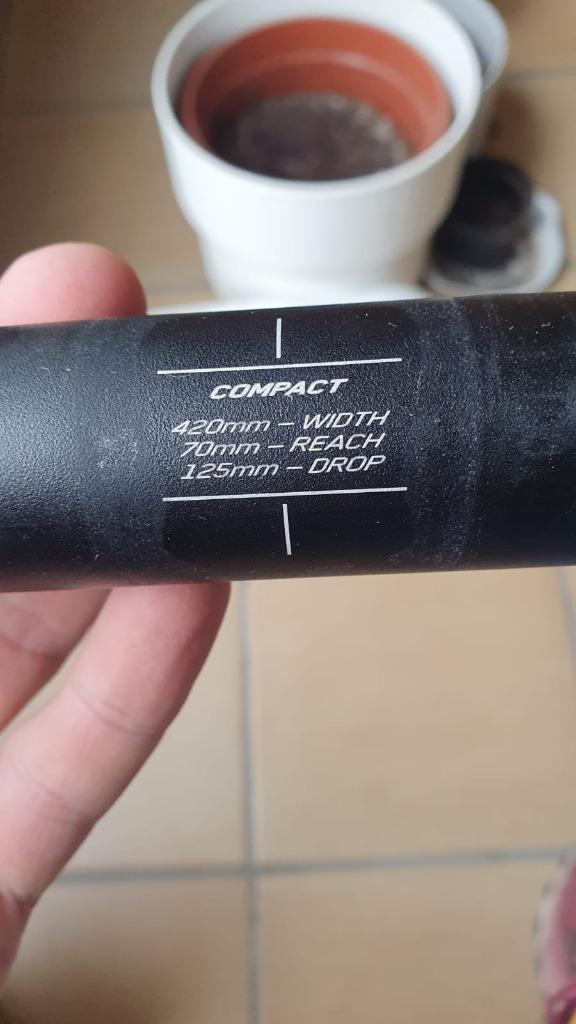 COMPACT
420mm – WIDTH
70mm – REACH
125mm – DROP